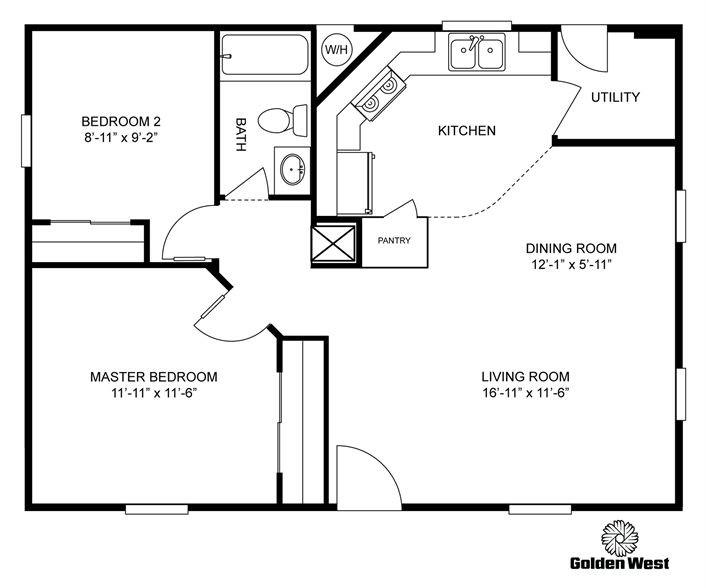 W/H
BEDROOM 2
8'-11” x 9'-2”
BATH
KITCHEN
UTILITY
PANTRY
DINING ROOM
12'-1” x 5'-11”
MASTER BEDROOM
11'-11” x 11'-6”
LIVING ROOM
16'-11” x 11'-6”
Golden West